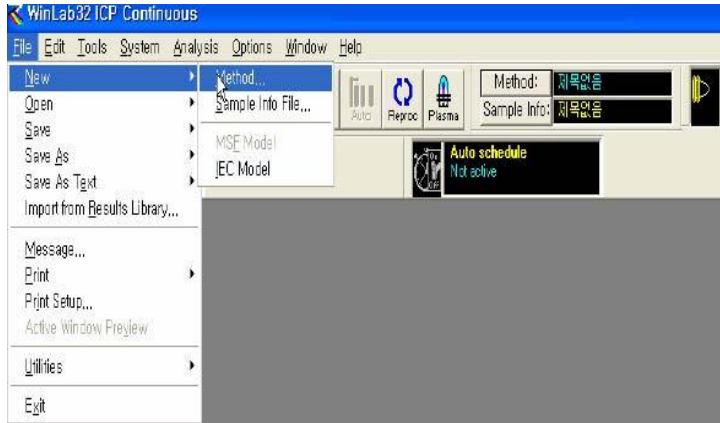 WinLab32 ICP Continuous
File Edit Tools System Analysis Options Window Help
New
Open
Save
Save As
Save As Text
Import from Results Library...
Message...
Print
Print Setup...
Active Window Preview
Utilities
Exit
Method...
Sample Info File...
MSF Model
IEC Model
Auto Reproc Plasma
Method: 제목없음
Sample Info: 제목없음
Auto schedule
Not active
OFF